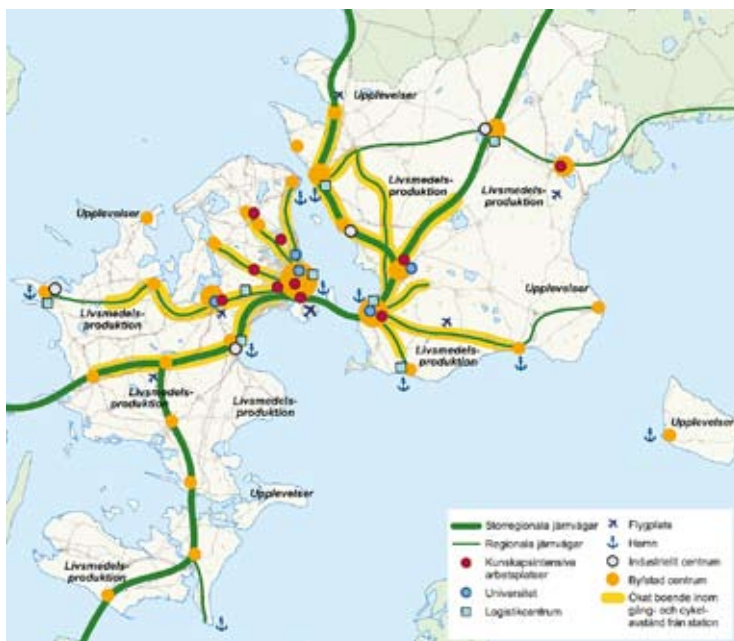 Upplevelser
Livsmedels-
produktion
Livsmedels-
produktion
Upplevelser
Upplevelser
Livsmedels-
produktion
Livsmedels-
produktion
Livsmedels-
produktion
Livsmedels-
produktion
Upplevelser
Upplevelser
Livsmedels-
produktion
Storregionala järnvägar
Regionala järnvägar
Kunskapsintensiva
arbetsplatser
Universitet
Logistikcentrum
Flygplats
Hamn
Industriellt centrum
Byfstad centrum
Ökat boende inom
gång- och cykel-
avstånd från station